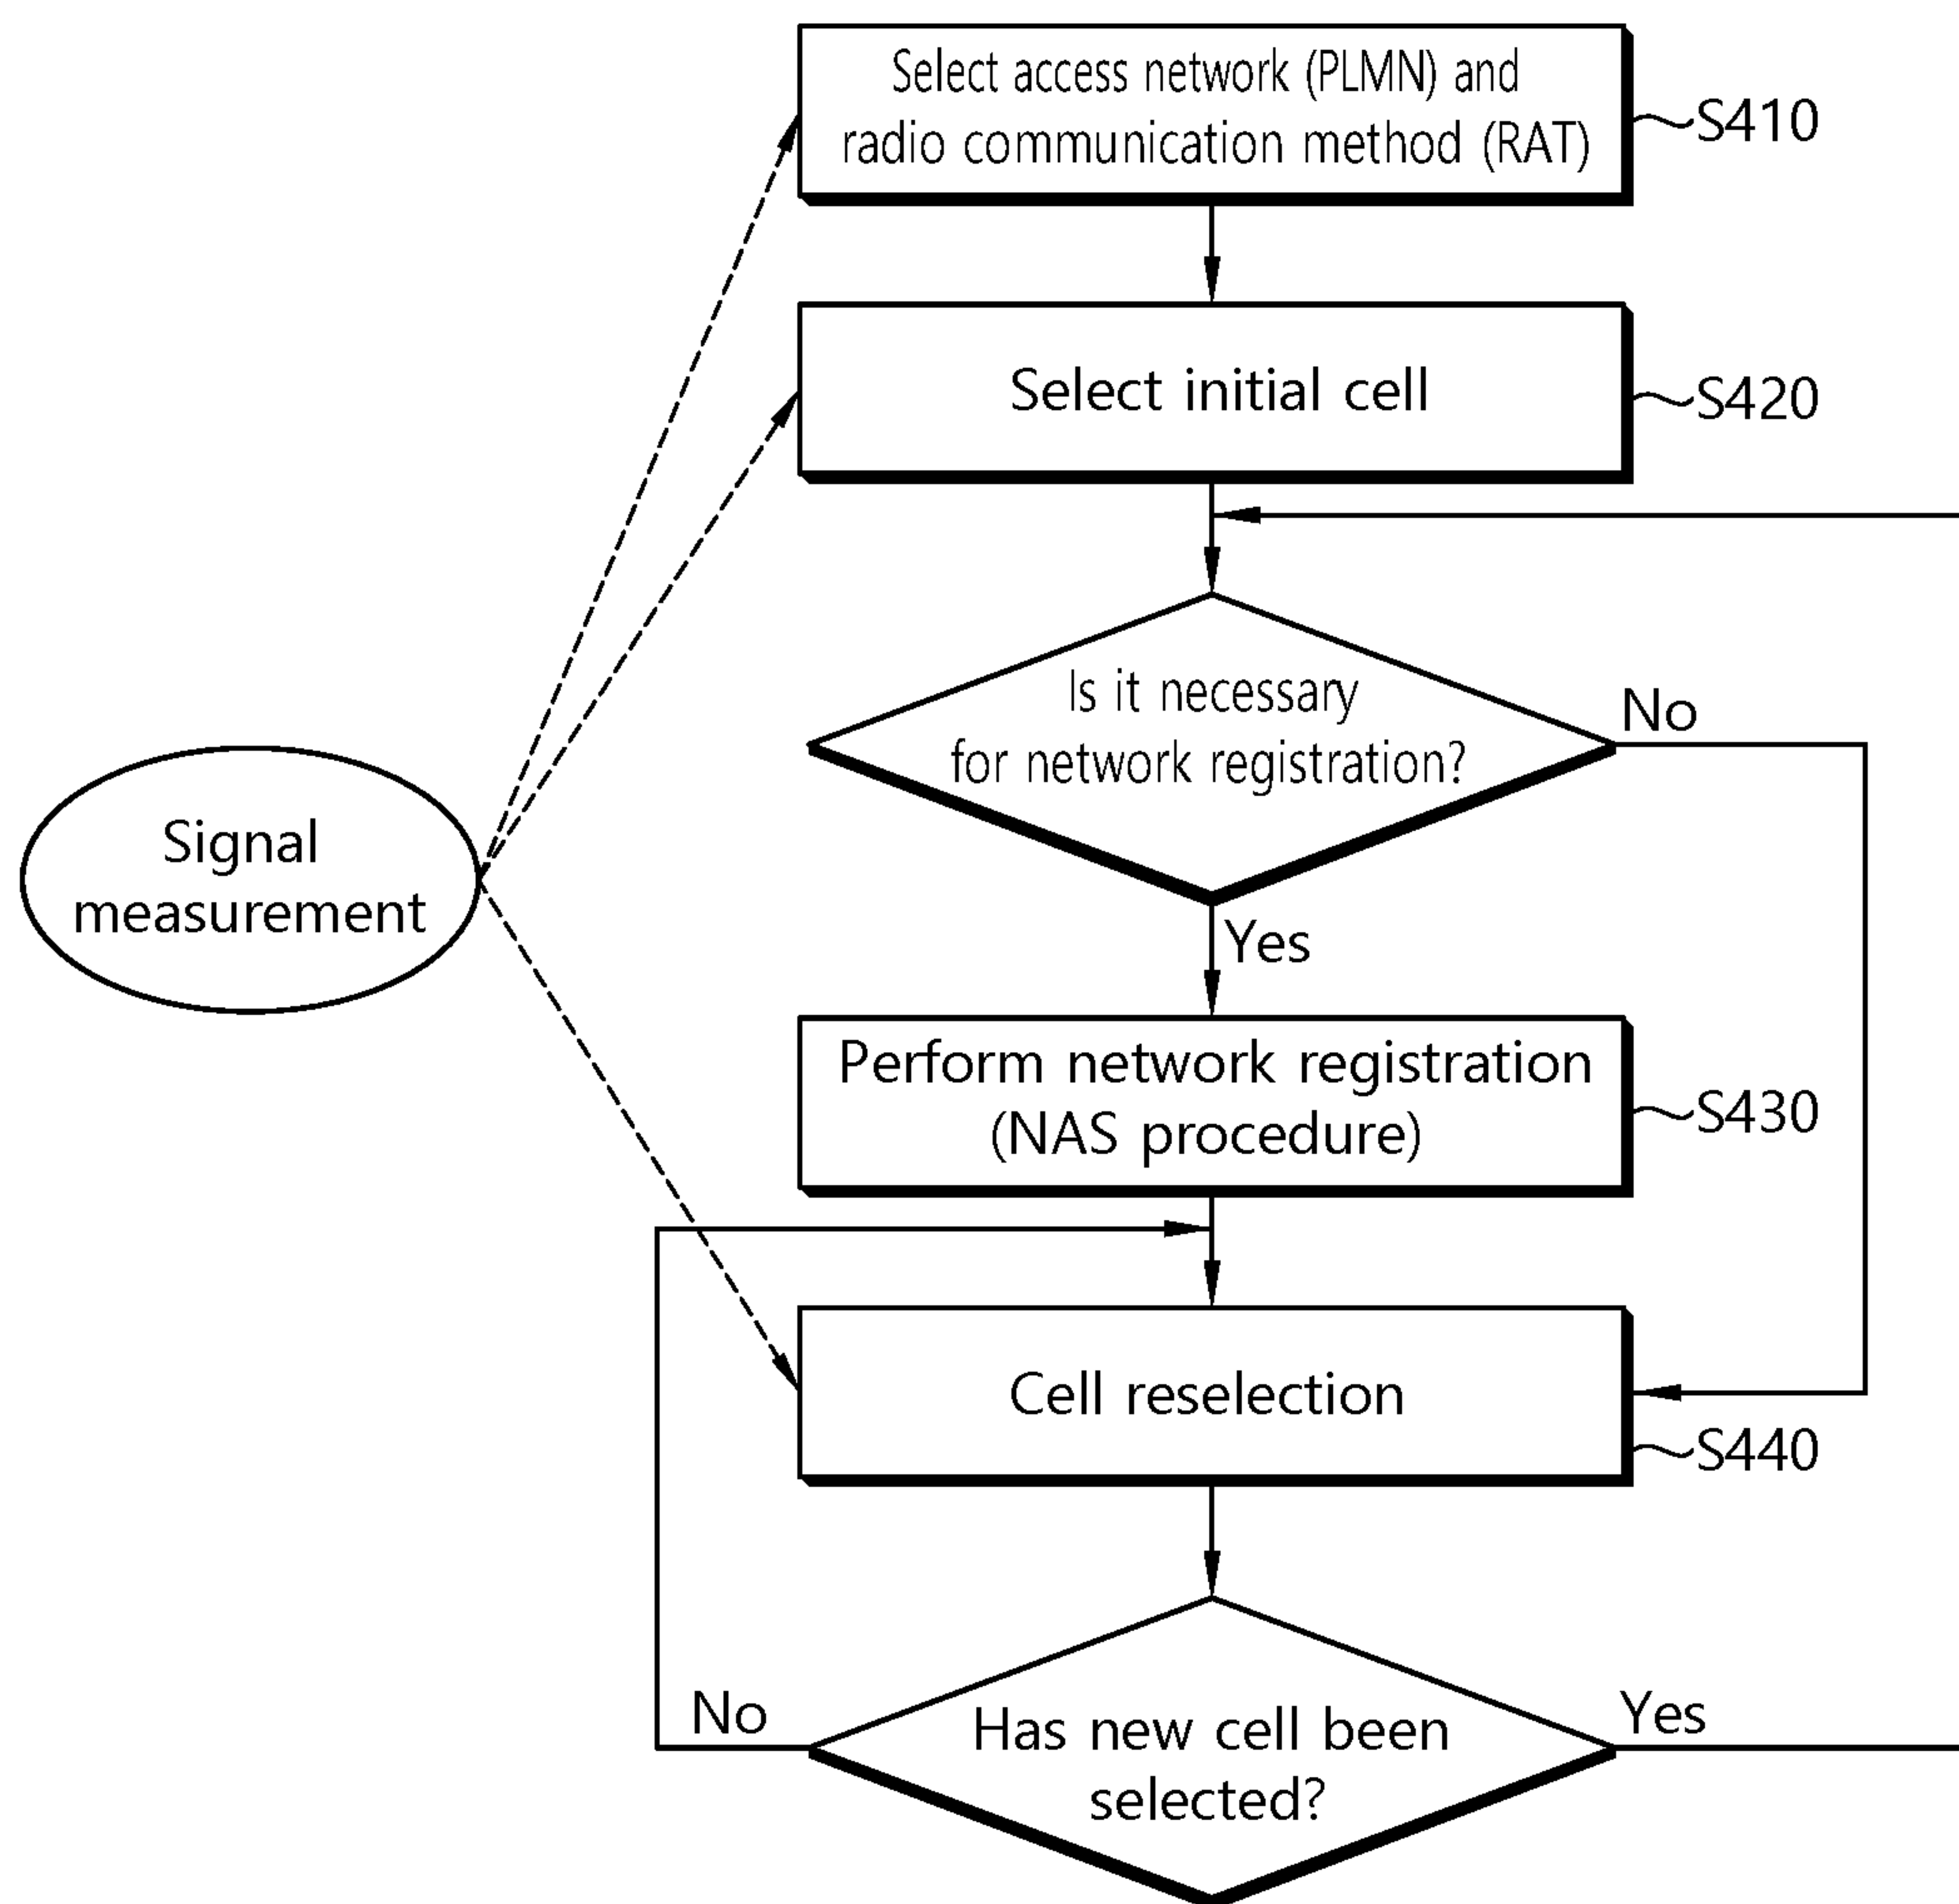 Select access network (PLMN) and
radio communication method (RAT)
S410
Select initial cell
S420
Is it necessary
for network registration?
No
Signal
measurement
Yes
Perform network registration
(NAS procedure)
S430
Cell reselection
S440
No
Has new cell been
selected?
Yes